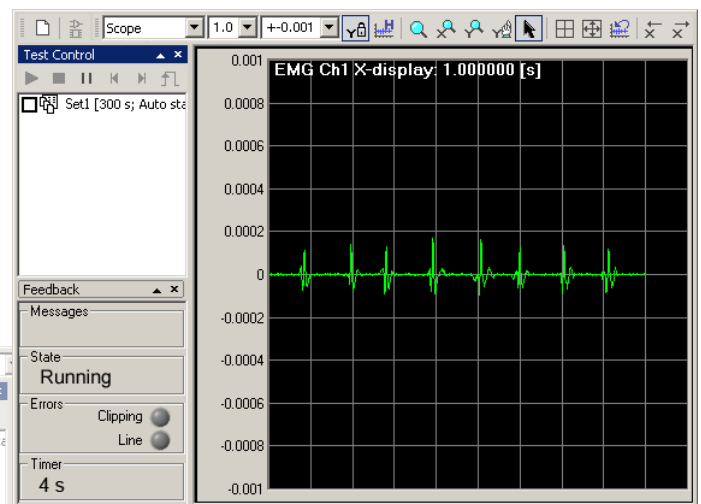 Scope 1.0 +-0.001
Test Control
Set1 [300 s; Auto sta
Feedback
Messages
State
Running
Errors
Clipping
Line
Timer
4 s
EMG Ch1 X-display: 1.000000 [s]
0.001
0.0008
0.0006
0.0004
0.0002
0
-0.0002
-0.0004
-0.0006
-0.0008
-0.001